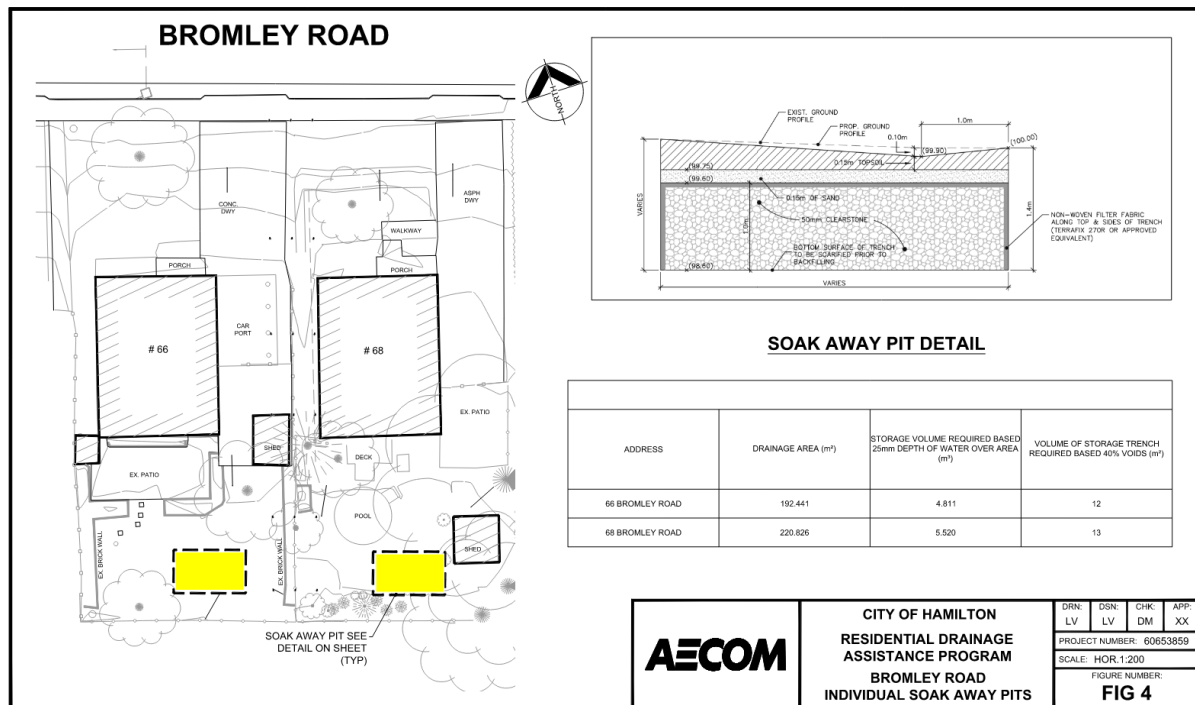 BROMLEY ROAD
NORTH
CONC.
DWY
ASPH
DWY
WALKWAY
PORCH
PORCH
CAR
PORT
# 66
# 68
EX. PATIO
SHED
DECK
EX. PATIO
POOL
SHED
EX. BRICK WALL
EX. BRICK WALL
SOAK AWAY PIT SEE
DETAIL ON SHEET
(TYP)
EXIST. GROUND
PROFILE
PROP. GROUND
PROFILE
1.0m
0.10m
(99.90)
(100.00)
0.15m TOPSOIL
(99.75)
(99.60)
0.15m OF SAND
VARIES
50mm CLEARSTONE
1.0m
1.4m
NON-WOVEN FILTER FABRIC
ALONG TOP & SIDES OF TRENCH
(TERRAFIX 270R OR APPROVED
EQUIVALENT)
BOTTOM SURFACE OF TRENCH
TO BE SCARIFIED PRIOR TO
BACKFILLING
(98.60)
VARIES
SOAK AWAY PIT DETAIL
ADDRESS
DRAINAGE AREA (m²)
STORAGE VOLUME REQUIRED BASED
25mm DEPTH OF WATER OVER AREA
(m³)
VOLUME OF STORAGE TRENCH
REQUIRED BASED 40% VOIDS (m³)
66 BROMLEY ROAD 192.441 4.811 12
68 BROMLEY ROAD 220.826 5.520 13
AECOM
CITY OF HAMILTON
RESIDENTIAL DRAINAGE
ASSISTANCE PROGRAM
BROMLEY ROAD
INDIVIDUAL SOAK AWAY PITS
DRN: DSN: CHK: APP:
LV LV DM XX
PROJECT NUMBER: 60653859
SCALE: HOR.1:200
FIGURE NUMBER:
FIG 4